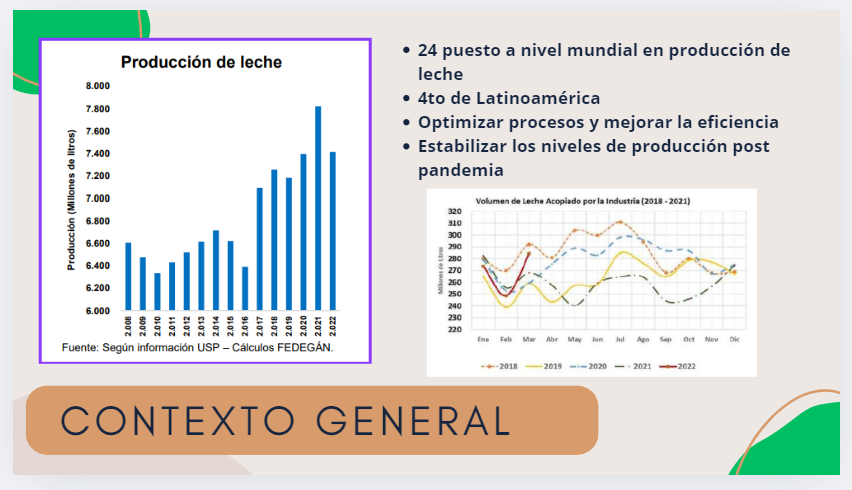 Producción de leche
Producción (Millones de litros)
8.000
7.800
7.600
7.400
7.200
7.000
6.800
6.600
6.400
6.200
6.000
2.008
2.009
2.010
2.011
2.012
2.013
2.014
2.015
2.016
2.017
2.018
2.019
2.020
2.021
2.022
Fuente: Según información USP – Cálculos FEDEGÁN.
24 puesto a nivel mundial en producción de
leche
4to de Latinoamérica
Optimizar procesos y mejorar la eficiencia
Estabilizar los niveles de producción post
pandemia
Volumen de Leche Acopiado por la Industria (2018 - 2021)
Millones de Litros
320
310
300
290
280
270
260
250
240
230
220
Ene Feb Mar Abr May Jun Jul Ago Sep Oct Nov Dic
2018 2019 2020 2021 2022
CONTEXTO GENERAL